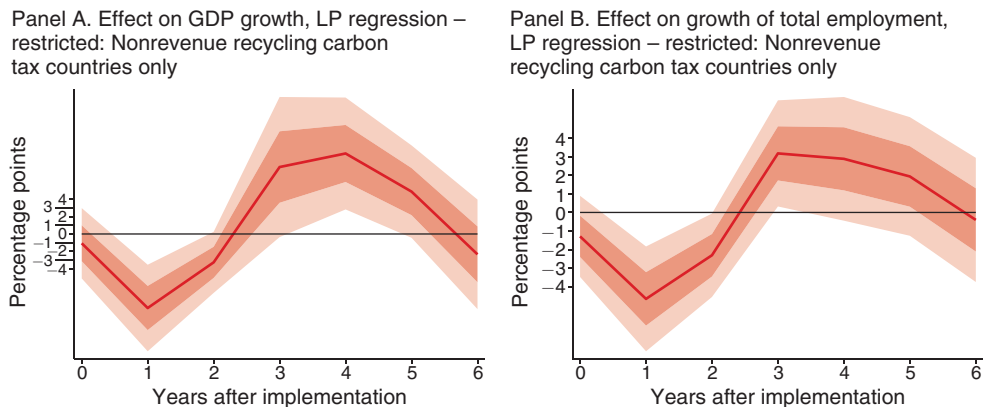 Panel A. Effect on GDP growth, LP regression –
restricted: Nonrevenue recycling carbon
tax countries only
Percentage points
4
3
2
1
0
−1
−2
−3
−4
0 1 2 3 4 5 6
Years after implementation
Panel B. Effect on growth of total employment,
LP regression – restricted: Nonrevenue
recycling carbon tax countries only
Percentage points
4
3
2
1
0
−1
−2
−3
−4
0 1 2 3 4 5 6
Years after implementation